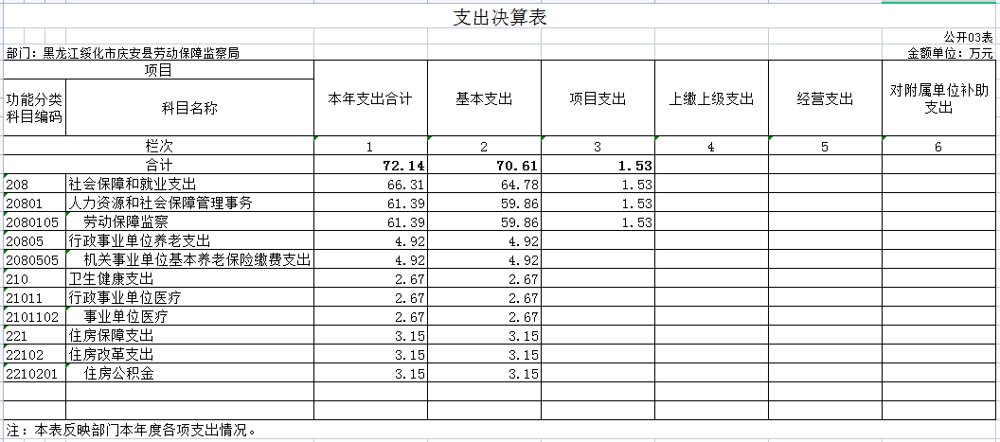 支出决算表
公开03表
部门：黑龙江绥化市庆安县劳动保障监察局 金额单位：万元
项目
功能分类科目编码 科目名称 本年支出合计 基本支出 项目支出 上缴上级支出 经营支出 对附属单位补助支出
栏次 1 2 3 4 5 6
合计 72.14 70.61 1.53
208 社会保障和就业支出 66.31 64.78 1.53
20801 人力资源和社会保障管理事务 61.39 59.86 1.53
2080105 劳动保障监察 61.39 59.86 1.53
20805 行政事业单位养老支出 4.92 4.92
2080505 机关事业单位基本养老保险缴费支出 4.92 4.92
210 卫生健康支出 2.67 2.67
21011 行政事业单位医疗 2.67 2.67
2101102 事业单位医疗 2.67 2.67
221 住房保障支出 3.15 3.15
22102 住房改革支出 3.15 3.15
2210201 住房公积金 3.15 3.15
注：本表反映部门本年度各项支出情况。